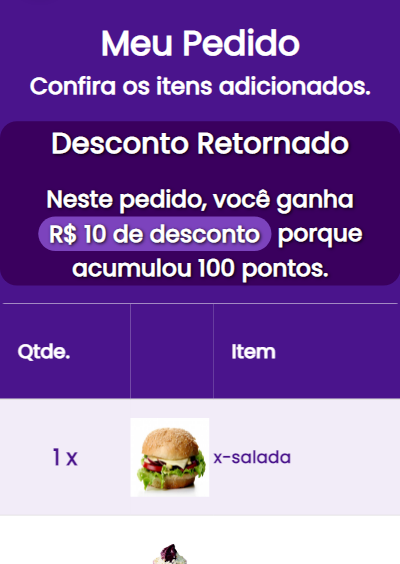 Meu Pedido
Confira os itens adicionados.
Desconto Retornado
Neste pedido, você ganha
R$ 10 de desconto porque
acumulou 100 pontos.
Qtde. Item
1 x x-salada